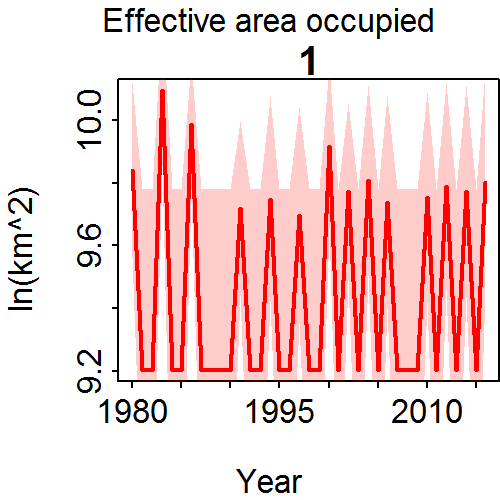 Effective area occupied
1
ln(km^2)
10.0
9.6
9.2
1980 1995 2010
Year